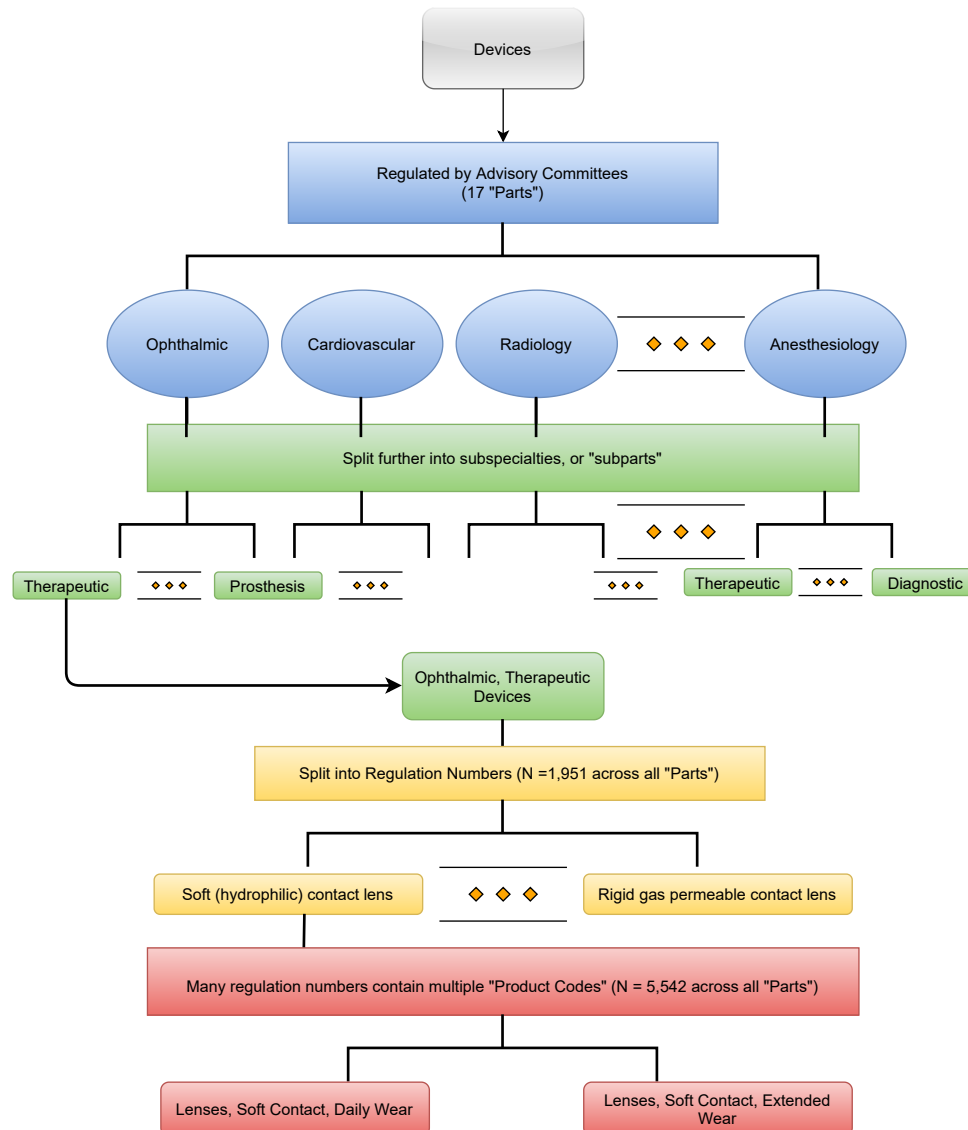 Devices
Regulated by Advisory Committees
(17 "Parts")
Ophthalmic
Cardiovascular
Radiology
Anesthesiology
Split further into subspecialties, or "subparts"
Therapeutic
Prosthesis
Therapeutic
Diagnostic
Ophthalmic, Therapeutic
Devices
Split into Regulation Numbers (N =1,951 across all "Parts")
Soft (hydrophilic) contact lens
Rigid gas permeable contact lens
Many regulation numbers contain multiple "Product Codes" (N = 5,542 across all "Parts")
Lenses, Soft Contact, Daily Wear
Lenses, Soft Contact, Extended
Wear